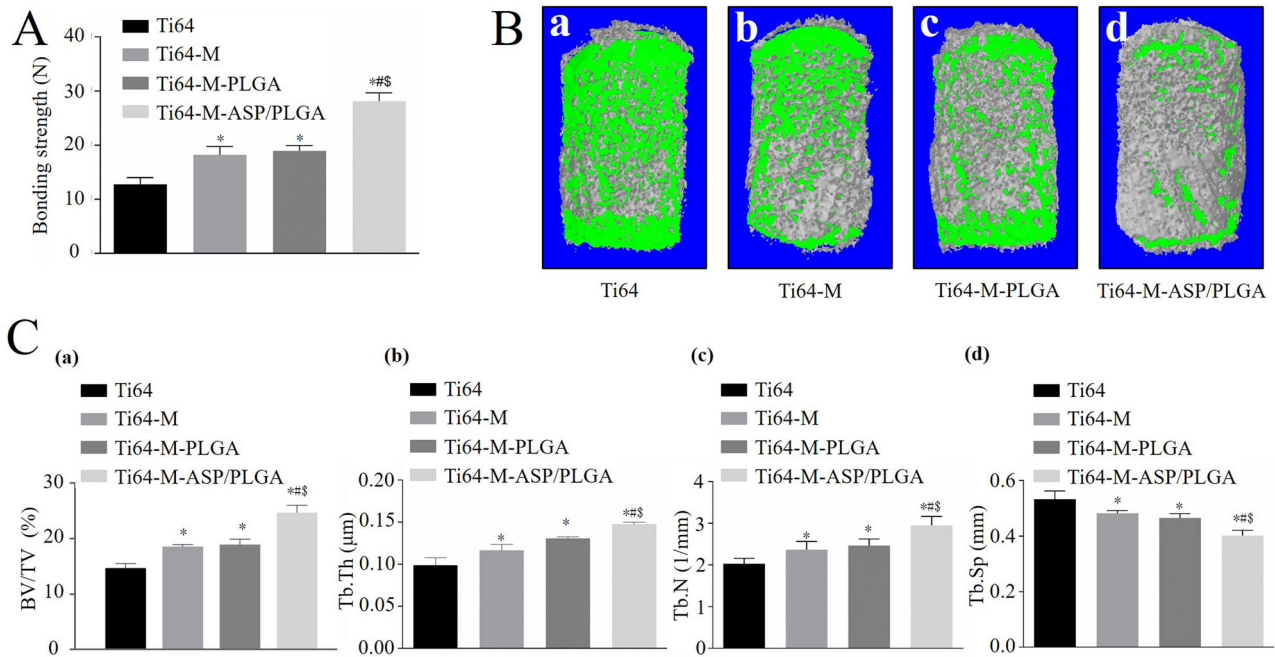 A
Ti64
Ti64-M
Ti64-M-PLGA
Ti64-M-ASP/PLGA
Bonding strength (N)
40
30
20
10
0
*
*
*#$
B
a
b
c
d
Ti64
Ti64-M
Ti64-M-PLGA
Ti64-M-ASP/PLGA
C
(a)
Ti64
Ti64-M
Ti64-M-PLGA
Ti64-M-ASP/PLGA
BV/TV (%)
30
20
10
0
*
*
*#$
(b)
Ti64
Ti64-M
Ti64-M-PLGA
Ti64-M-ASP/PLGA
Tb.Th (μm)
0.20
0.15
0.10
0.05
0.00
*
*
*#$
(c)
Ti64
Ti64-M
Ti64-M-PLGA
Ti64-M-ASP/PLGA
Tb.N (1/mm)
4
3
2
1
0
*
*
*#$
(d)
Ti64
Ti64-M
Ti64-M-PLGA
Ti64-M-ASP/PLGA
Tb.Sp (mm)
0.6
0.4
0.2
0.0
*
*
*#$